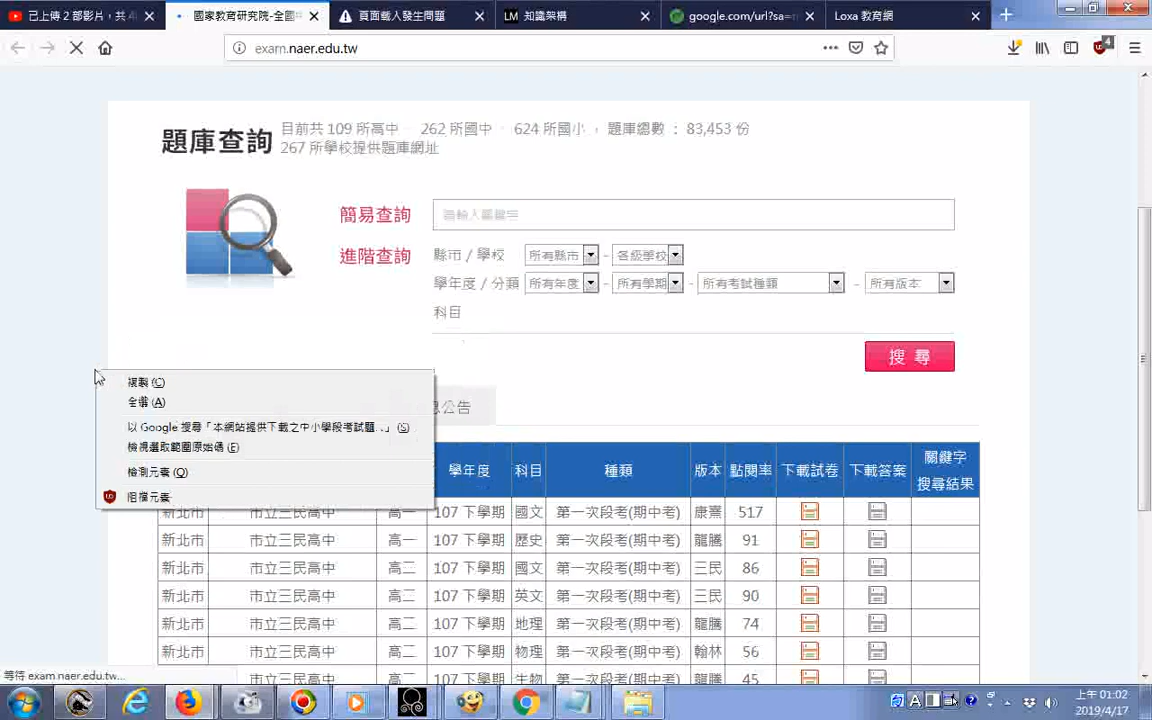 已上傳 2 部影片，共 4
國家教育研究院-全國
頁面載入發生問題
LM 知識架構
google.com/url?sa=
Loxa 教育網
exam.naer.edu.tw
4
題庫查詢
目前共 109 所高中 262 所國中 624 所國小 ， 題庫總數 ： 83,453 份
267 所學校提供題庫網址
簡易查詢
請輸入關鍵字
進階查詢
縣市 / 學校 所有縣市 - 各級學校
學年度 / 分類 所有年度 - 所有學期 - 所有考試種類 - 所有版本
科目
搜 尋
複製 (C)
全選 (A)
以 Google 搜尋「本網站提供下載之中小學段考試題...」 (S)
檢視選取範圍原始碼 (E)
檢測元素 (Q)
阻擋元素
息公告
學年度 科目 種類 版本 點閱率 下載試卷 下載答案 關鍵字搜尋結果
新北市 市立三民高中 高一 107 下學期 國文 第一次段考(期中考) 康熹 517
新北市 市立三民高中 高一 107 下學期 歷史 第一次段考(期中考) 龍騰 91
新北市 市立三民高中 高二 107 下學期 國文 第一次段考(期中考) 三民 86
新北市 市立三民高中 高二 107 下學期 英文 第一次段考(期中考) 三民 90
新北市 市立三民高中 高二 107 下學期 地理 第一次段考(期中考) 龍騰 74
新北市 市立三民高中 高二 107 下學期 物理 第一次段考(期中考) 翰林 56
新北市 市立三民高中 高二 107 下學期 生物 第一次段考(期中考) 龍騰 45
等待 exam.naer.edu.tw...
上午 01:02
2019/4/17